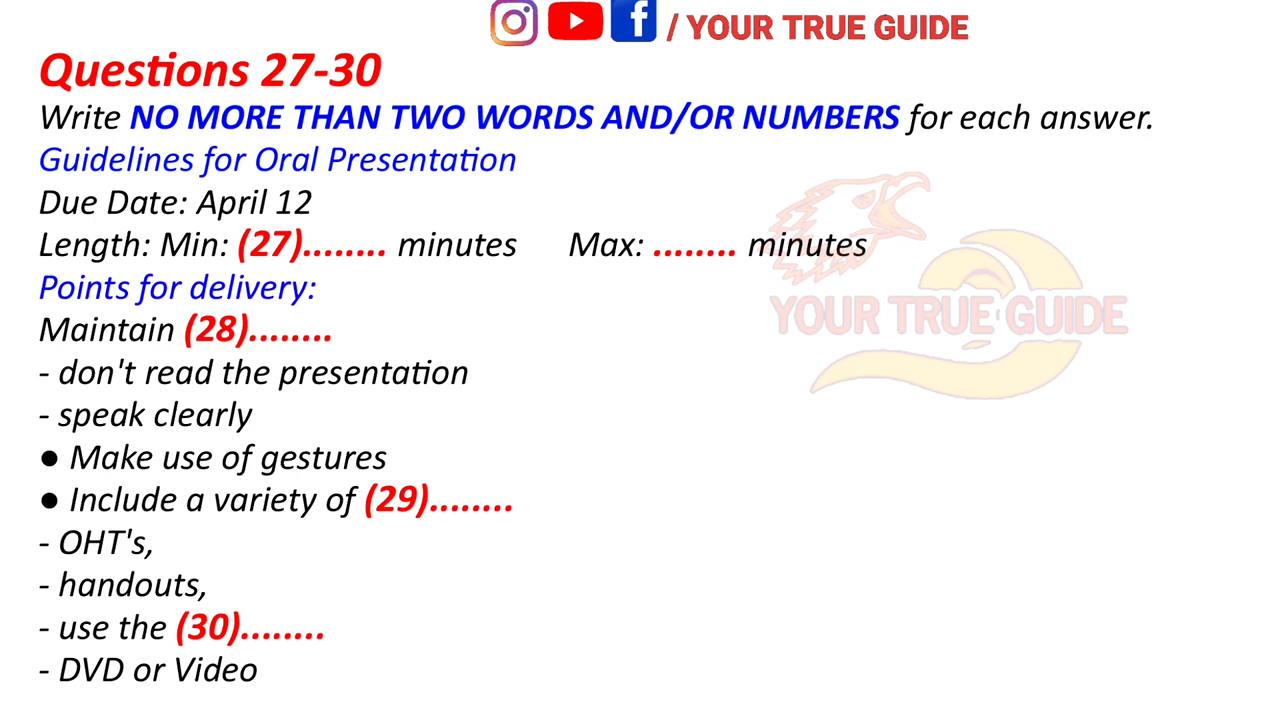 / YOUR TRUE GUIDE
Questions 27-30
Write NO MORE THAN TWO WORDS AND/OR NUMBERS for each answer.
Guidelines for Oral Presentation
Due Date: April 12
Length: Min: (27)........ minutes Max: ........ minutes
Points for delivery:
Maintain (28)........
- don't read the presentation
- speak clearly
● Make use of gestures
● Include a variety of (29)........
- OHT's,
- handouts,
- use the (30)........
- DVD or Video
YOUR TRUE GUIDE